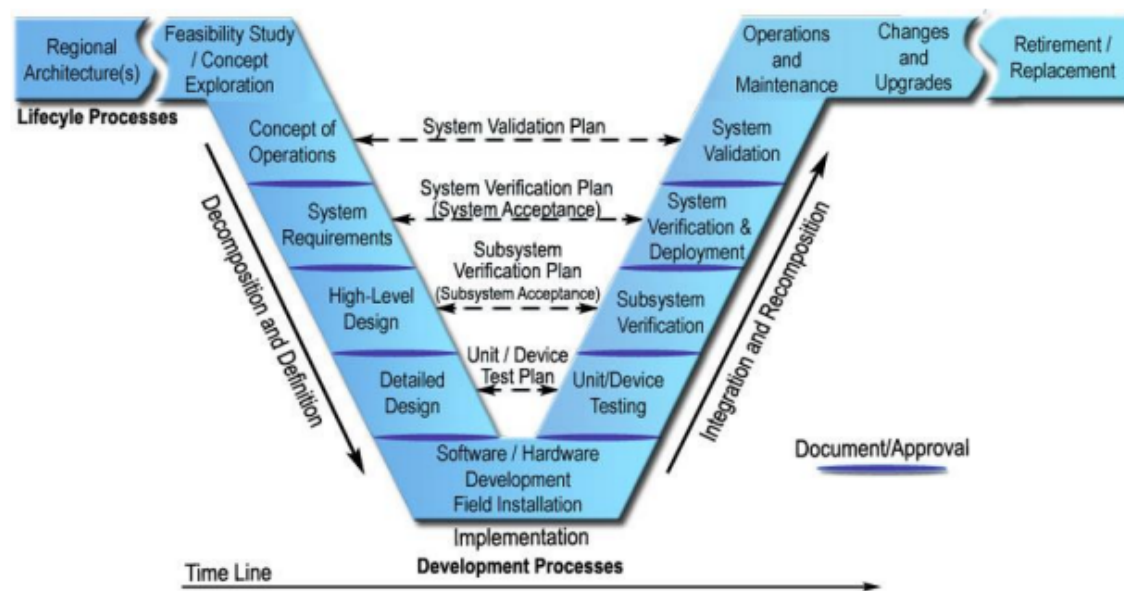 Regional
Architecture(s)
Feasibility Study
/ Concept
Exploration
Operations
and
Maintenance
Changes
and
Upgrades
Retirement /
Replacement
Lifecyle Processes
Concept of
Operations
System Validation Plan
System
Validation
System
Requirements
System Verification Plan
(System Acceptance)
System
Verification &
Deployment
High-Level
Design
Subsystem
Verification Plan
(Subsystem Acceptance)
Subsystem
Verification
Detailed
Design
Unit / Device
Test Plan
Unit/Device
Testing
Decomposition and Definition
Integration and Recomposition
Software / Hardware
Development
Field Installation
Document/Approval
Implementation
Development Processes
Time Line